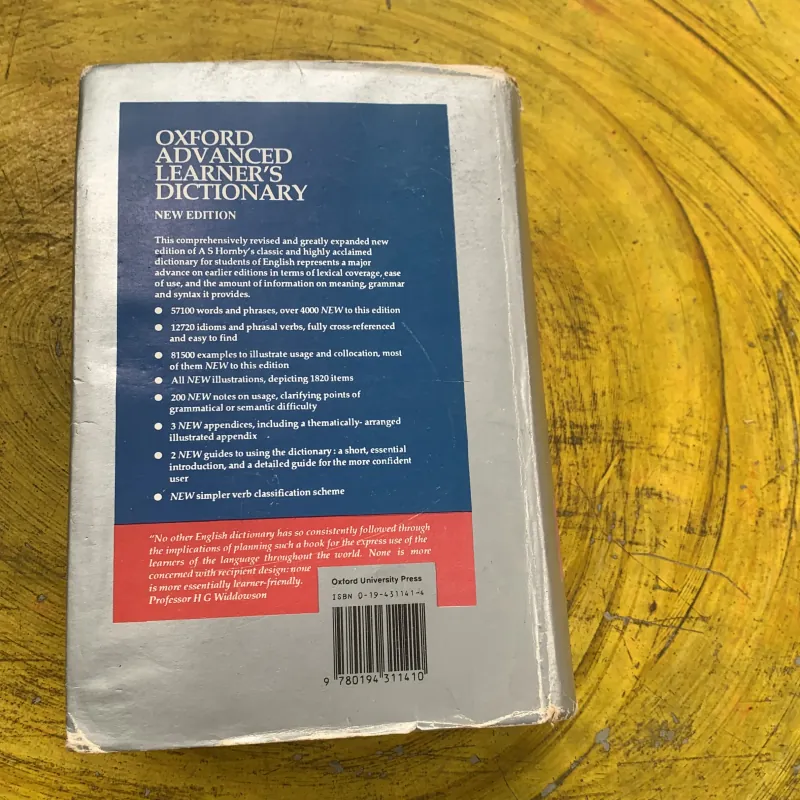 OXFORD
ADVANCED
LEARNER'S
DICTIONARY
NEW EDITION
This comprehensively revised and greatly expanded new
edition of A S Hornby's classic and highly acclaimed
dictionary for students of English represents a major
advance on earlier editions in terms of lexical coverage, ease
of use, and the amount of information on meaning, grammar
and syntax it provides.
● 57100 words and phrases, over 4000 NEW to this edition
● 12720 idioms and phrasal verbs, fully cross-referenced
and easy to find
● 81500 examples to illustrate usage and collocation, most
of them NEW to this edition
● All NEW illustrations, depicting 1820 items
● 200 NEW notes on usage, clarifying points of
grammatical or semantic difficulty
● 3 NEW appendices, including a thematically- arranged
illustrated appendix
● 2 NEW guides to using the dictionary : a short, essential
introduction, and a detailed guide for the more confident
user
● NEW simpler verb classification scheme
"No other English dictionary has so consistently followed through
the implications of planning such a book for the express use of the
learners of the language throughout the world. None is more
concerned with recipient design: none
is more essentially learner-friendly.
Professor H G Widdowson
Oxford University Press
ISBN 0-19-431141-4
9 780194 311410